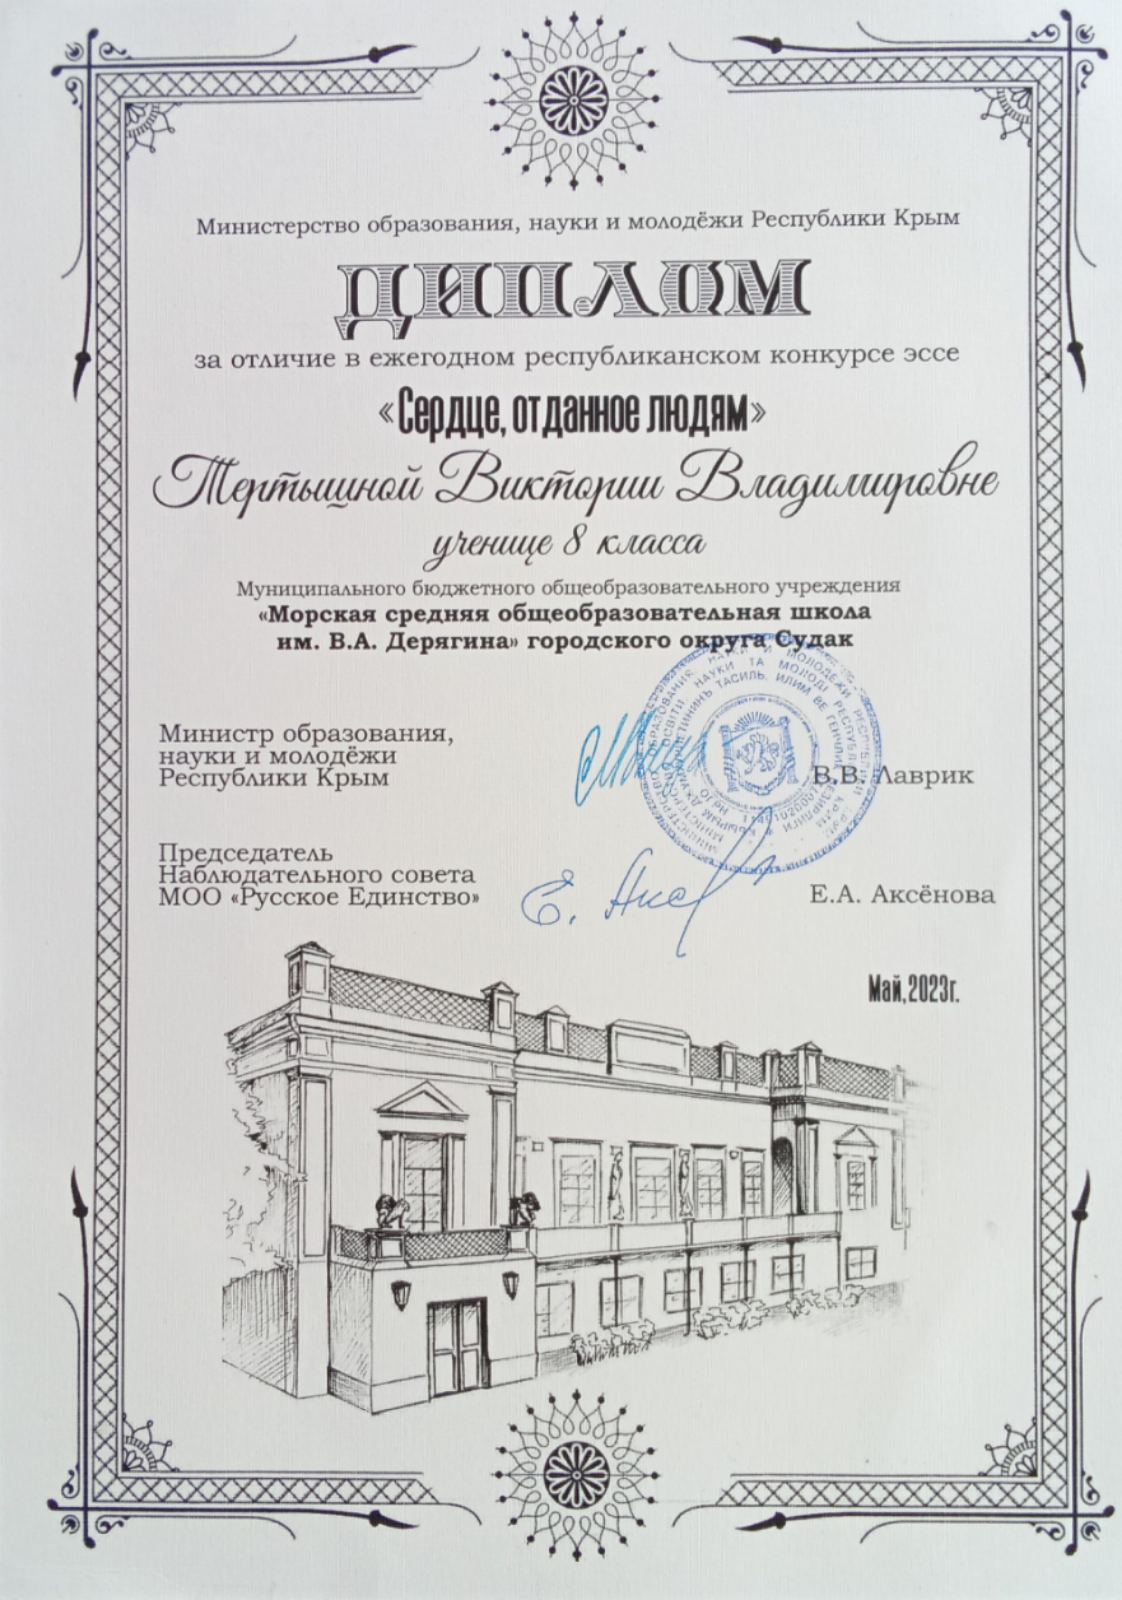 Министерство образования, науки и молодёжи Республики Крым
ДИПЛОМ
за отличие в ежегодном республиканском конкурсе эссе
«Сердце, отданное людям»
Тертышной Виктории Владимировне
ученице 8 класса
Муниципального бюджетного общеобразовательного учреждения
«Морская средняя общеобразовательная школа
им. В.А. Дерягина» городского округа Судак
Министр образования,
науки и молодёжи
Республики Крым
В.В. Лаврик
Председатель
Наблюдательного совета
МОО «Русское Единство»
Е.А. Аксёнова
Май, 2023г.